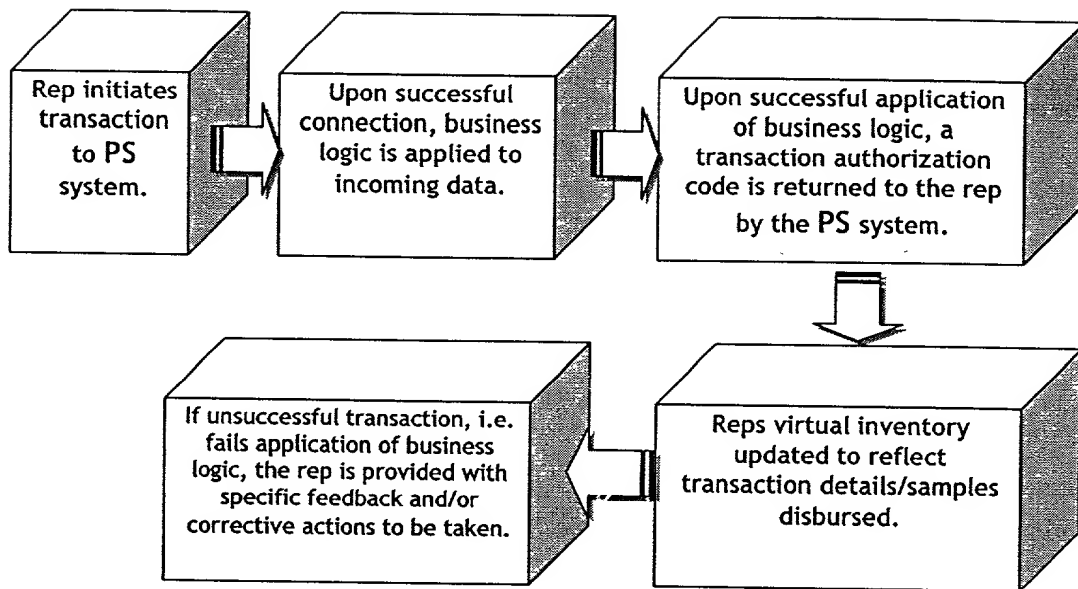 Rep initiates
transaction
to PS
system.
Upon successful
connection, business
logic is applied to
incoming data.
Upon successful application
of business logic, a
transaction authorization
code is returned to the rep
by the PS system.
Reps virtual inventory
updated to reflect
transaction details/samples
disbursed.
If unsuccessful transaction, i.e.
fails application of business
logic, the rep is provided with
specific feedback and/or
corrective actions to be taken.